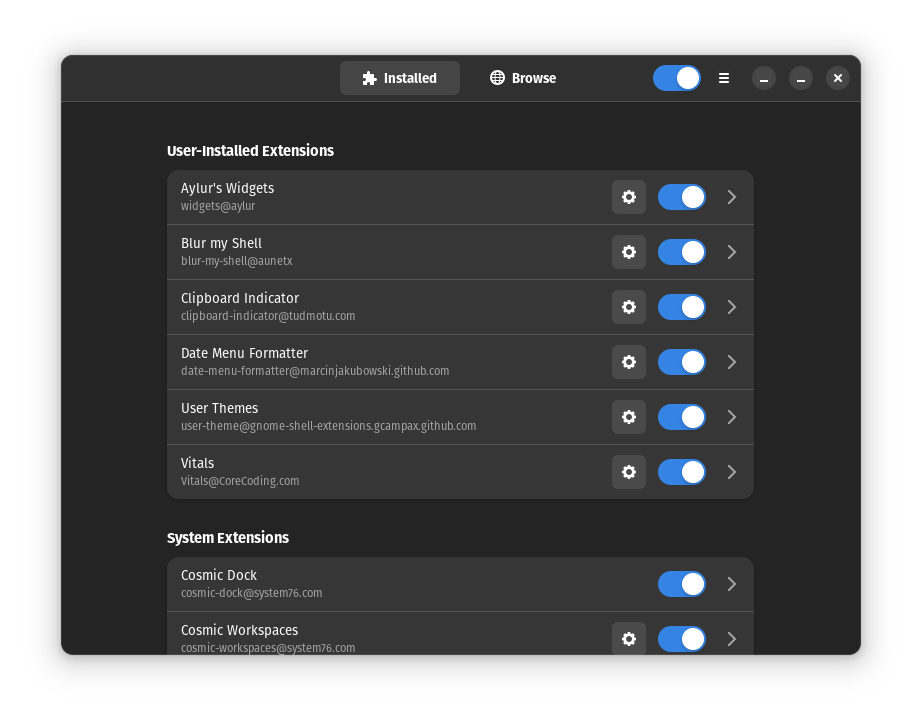 Installed
Browse
User-Installed Extensions
Aylur's Widgets
widgets@aylur
Blur my Shell
blur-my-shell@aunetx
Clipboard Indicator
clipboard-indicator@tudmotu.com
Date Menu Formatter
date-menu-formatter@marcinjakubowski.github.com
User Themes
user-theme@gnome-shell-extensions.gcampax.github.com
Vitals
Vitals@CoreCoding.com
System Extensions
Cosmic Dock
cosmic-dock@system76.com
Cosmic Workspaces
cosmic-workspaces@system76.com